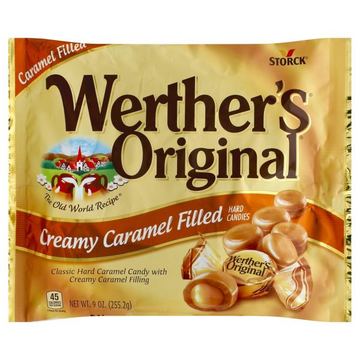 Caramel Filled
STORCK
Werther's
Original
The Old World Recipe
Creamy Caramel Filled
HARD
CANDIES
Classic Hard Caramel Candy with
Creamy Caramel Filling
Werther's
Original
45
NET WT. 9 OZ. (255.2g)